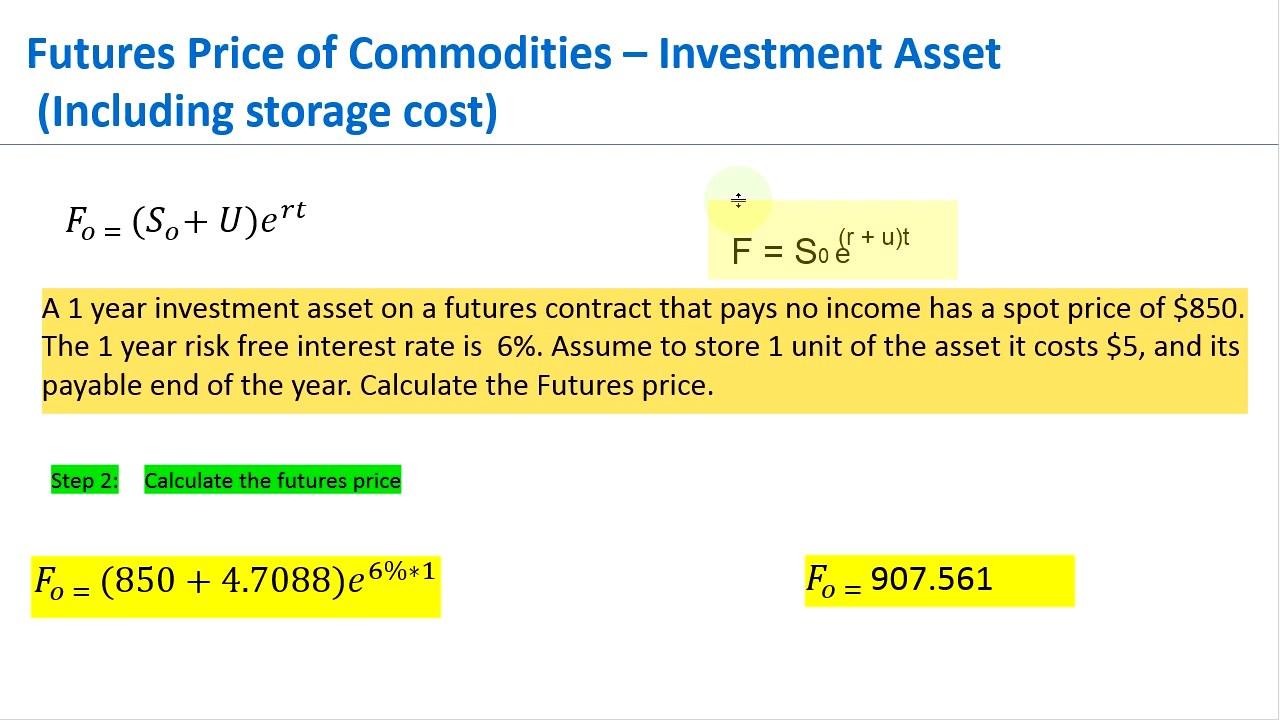 Futures Price of Commodities – Investment Asset
(Including storage cost)
Fₒ₌ (Sₒ+ U)eʳᵗ
F = S₀ e^(r + u)t
A 1 year investment asset on a futures contract that pays no income has a spot price of $850.
The 1 year risk free interest rate is 6%. Assume to store 1 unit of the asset it costs $5, and its
payable end of the year. Calculate the Futures price.
Step 2: Calculate the futures price
Fₒ₌ (850 + 4.7088)e^6%*1
Fₒ₌ 907.561